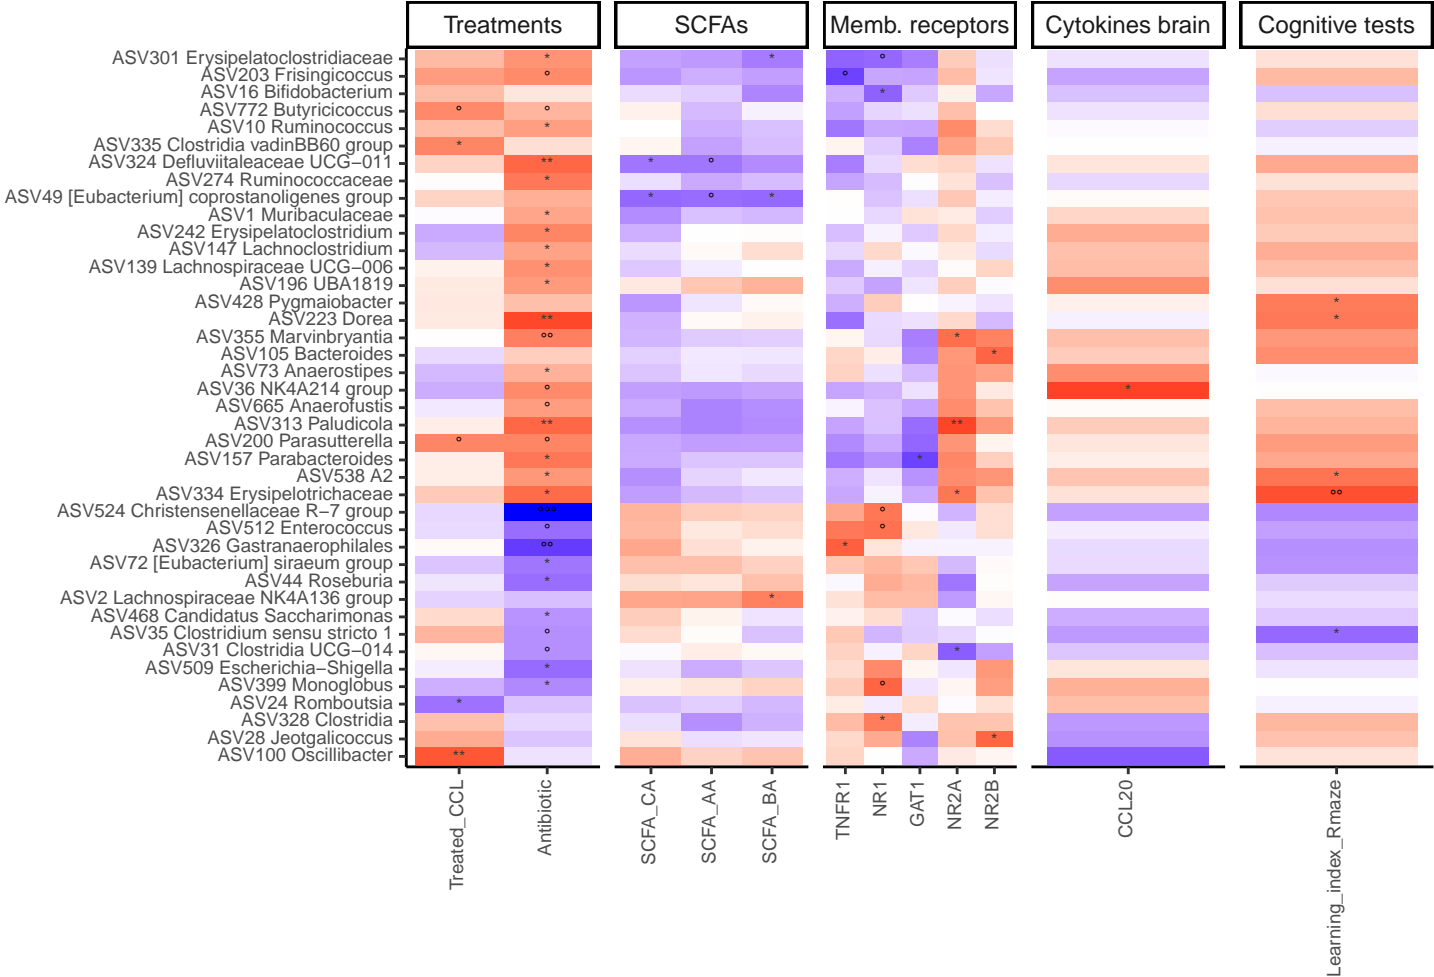 Treatments SCFAs Memb. receptors Cytokines brain Cognitive tests
ASV301 Erysipelatoclostridiaceae * * °
ASV203 Frisingicoccus ° °
ASV16 Bifidobacterium *
ASV772 Butyricicoccus ° °
ASV10 Ruminococcus *
ASV335 Clostridia vadinBB60 group *
ASV324 Defluviitaleaceae UCG−011 ** * °
ASV274 Ruminococcaceae *
ASV49 [Eubacterium] coprostanoligenes group * ° *
ASV1 Muribaculaceae *
ASV242 Erysipelatoclostridium *
ASV147 Lachnoclostridium *
ASV139 Lachnospiraceae UCG−006 *
ASV196 UBA1819 *
ASV428 Pygmaiobacter *
ASV223 Dorea ** *
ASV355 Marvinbryantia °° *
ASV105 Bacteroides *
ASV73 Anaerostipes *
ASV36 NK4A214 group ° *
ASV665 Anaerofustis °
ASV313 Paludicola ** **
ASV200 Parasutterella ° °
ASV157 Parabacteroides * *
ASV538 A2 * *
ASV334 Erysipelotrichaceae * * °°
ASV524 Christensenellaceae R−7 group °°° °
ASV512 Enterococcus ° °
ASV326 Gastranaerophilales °° *
ASV72 [Eubacterium] siraeum group *
ASV44 Roseburia *
ASV2 Lachnospiraceae NK4A136 group *
ASV468 Candidatus Saccharimonas *
ASV35 Clostridium sensu stricto 1 ° *
ASV31 Clostridia UCG−014 ° *
ASV509 Escherichia−Shigella *
ASV399 Monoglobus * °
ASV24 Romboutsia *
ASV328 Clostridia *
ASV28 Jeotgalicoccus *
ASV100 Oscillibacter **
Treated_CCL
Antibiotic
SCFA_CA
SCFA_AA
SCFA_BA
TNFR1
NR1
GAT1
NR2A
NR2B
CCL20
Learning_index_Rmaze